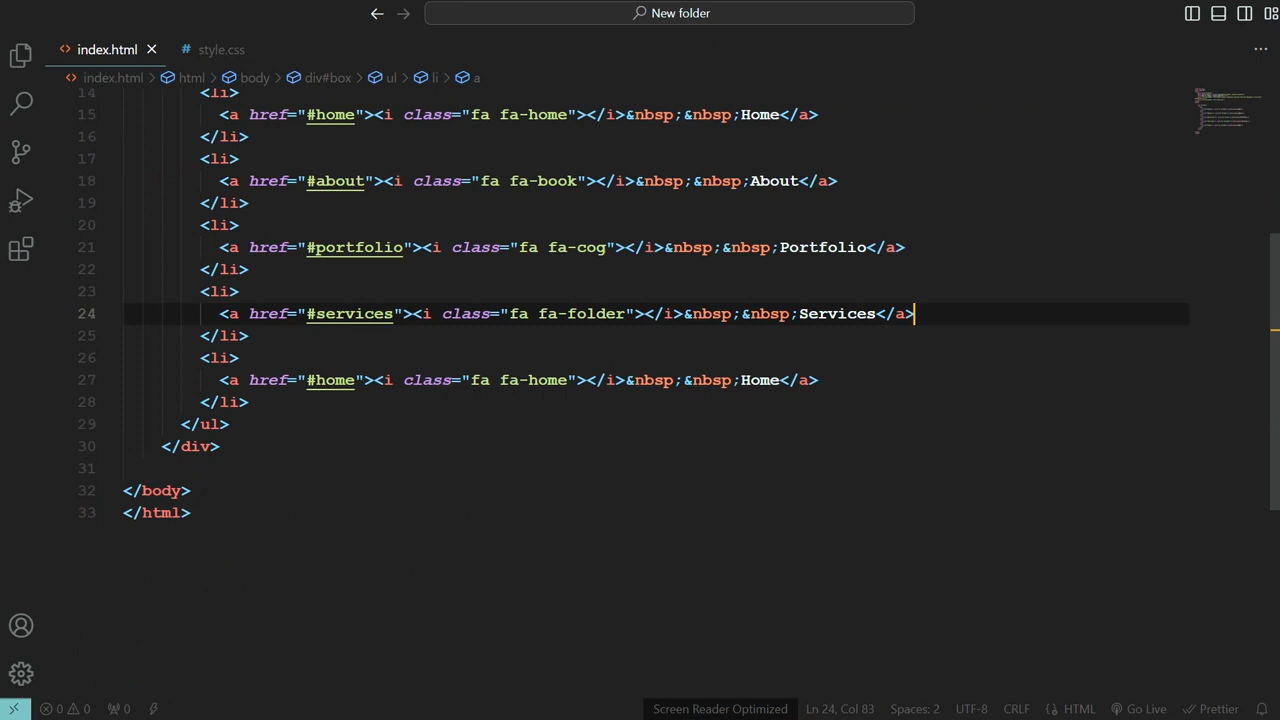 New folder
index.html
style.css
index.html > html > body > div#box > ul > li > a
14 <li>
15 <a href="#home"><i class="fa fa-home"></i>&nbsp;&nbsp;Home</a>
16 </li>
17 <li>
18 <a href="#about"><i class="fa fa-book"></i>&nbsp;&nbsp;About</a>
19 </li>
20 <li>
21 <a href="#portfolio"><i class="fa fa-cog"></i>&nbsp;&nbsp;Portfolio</a>
22 </li>
23 <li>
24 <a href="#services"><i class="fa fa-folder"></i>&nbsp;&nbsp;Services</a>
25 </li>
26 <li>
27 <a href="#home"><i class="fa fa-home"></i>&nbsp;&nbsp;Home</a>
28 </li>
29 </ul>
30 </div>
31
32 </body>
33 </html>
0 0 0 Screen Reader Optimized Ln 24, Col 83 Spaces: 2 UTF-8 CRLF HTML Go Live Prettier